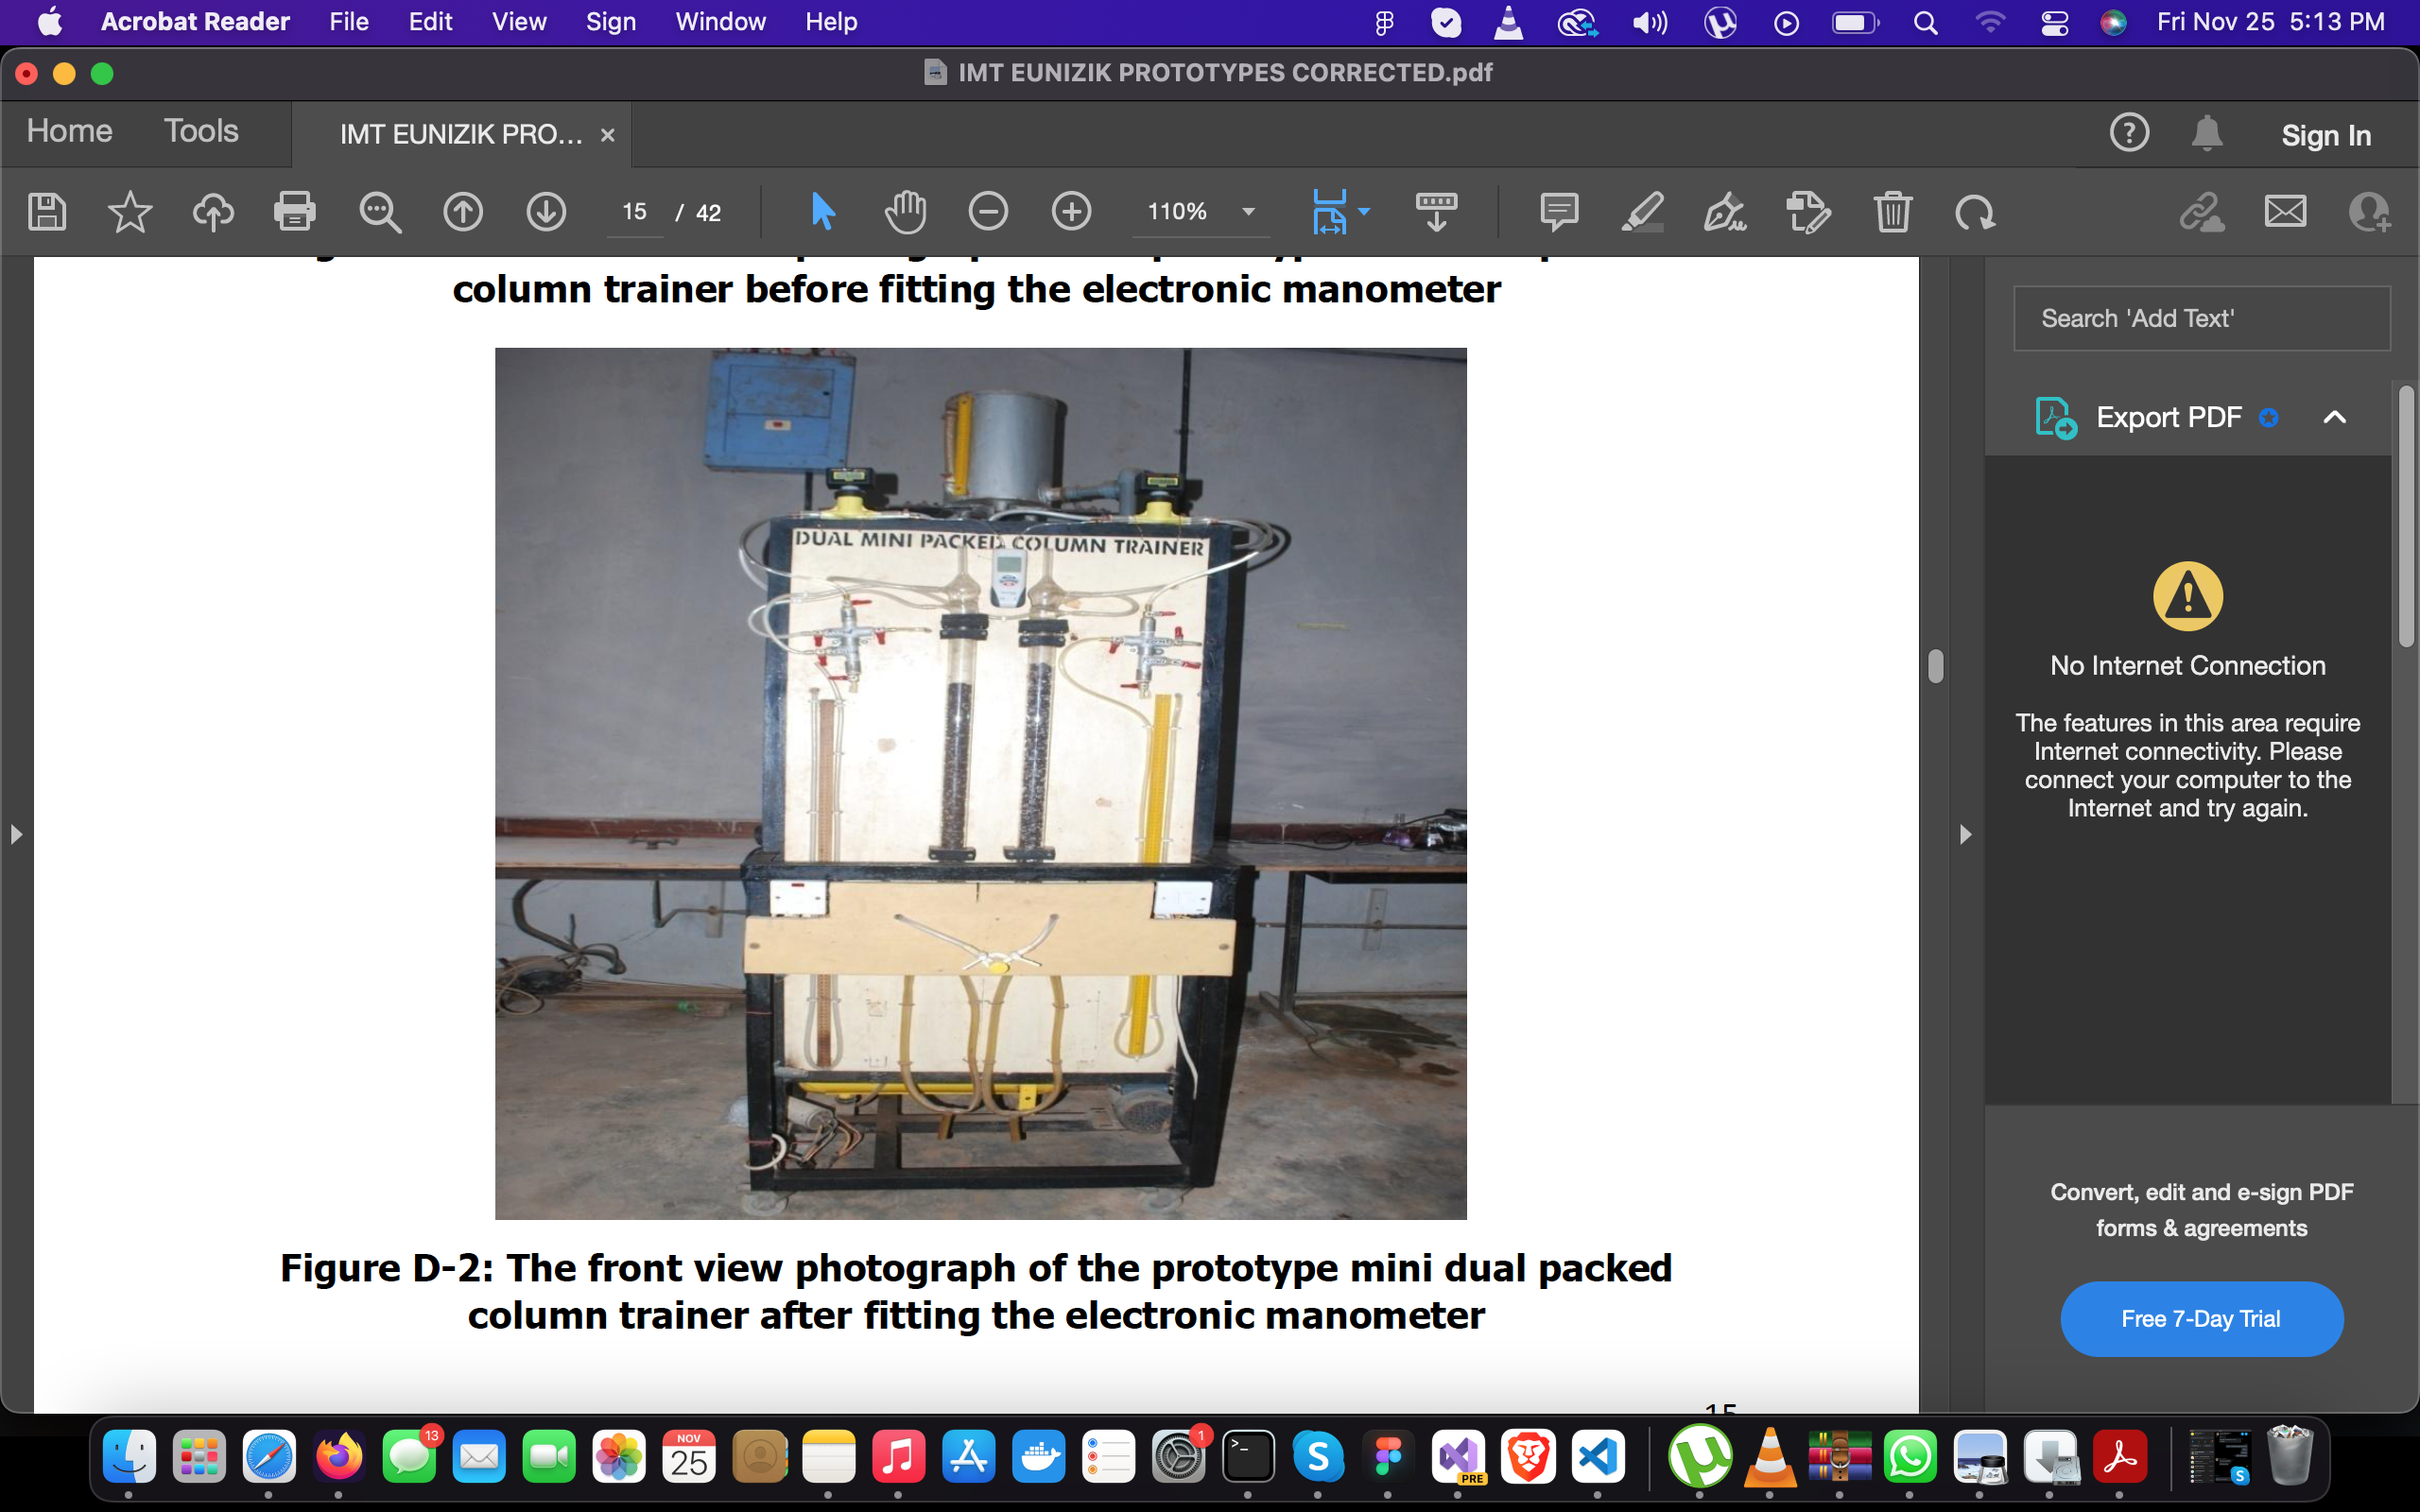 Acrobat Reader File Edit View Sign Window Help Fri Nov 25 5:13 PM
IMT EUNIZIK PROTOTYPES CORRECTED.pdf
Home Tools IMT EUNIZIK PRO... × Sign In
15 / 42 110%
column trainer before fitting the electronic manometer
DUAL MINI PACKED COLUMN TRAINER
Figure D-2: The front view photograph of the prototype mini dual packed
column trainer after fitting the electronic manometer
15
Search 'Add Text'
Export PDF
No Internet Connection
The features in this area require
Internet connectivity. Please
connect your computer to the
Internet and try again.
Convert, edit and e-sign PDF
forms & agreements
Free 7-Day Trial
13
NOV
25
1
PRE